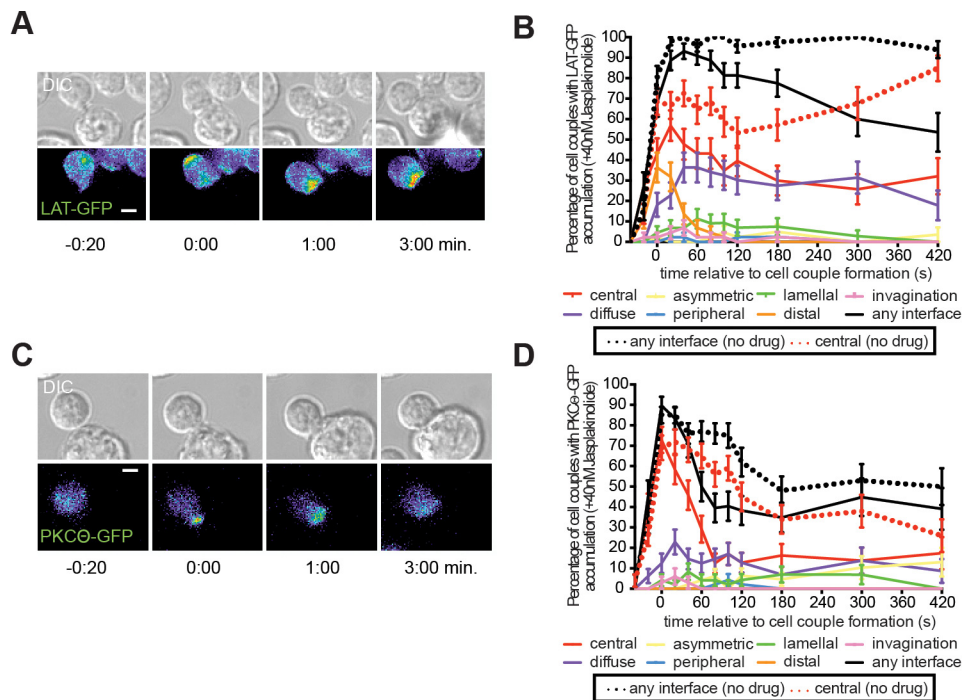 A
DIC
LAT-GFP
-0:20 0:00 1:00 3:00 min.
B
Percentage of cell couples with LAT-GFP
accumulation (+40nM Jasplakinolide)
100
90
80
70
60
50
40
30
20
10
0
0 60 120 180 240 300 360 420
time relative to cell couple formation (s)
central asymmetric lamellal invagination
diffuse peripheral distal any interface
any interface (no drug) central (no drug)
C
DIC
PKCΘ-GFP
-0:20 0:00 1:00 3:00 min.
D
Percentage of cell couples with PKCΘ-GFP
accumulation (+40nM Jasplakinolide)
100
90
80
70
60
50
40
30
20
10
0
0 60 120 180 240 300 360 420
time relative to cell couple formation (s)
central asymmetric lamellal invagination
diffuse peripheral distal any interface
any interface (no drug) central (no drug)